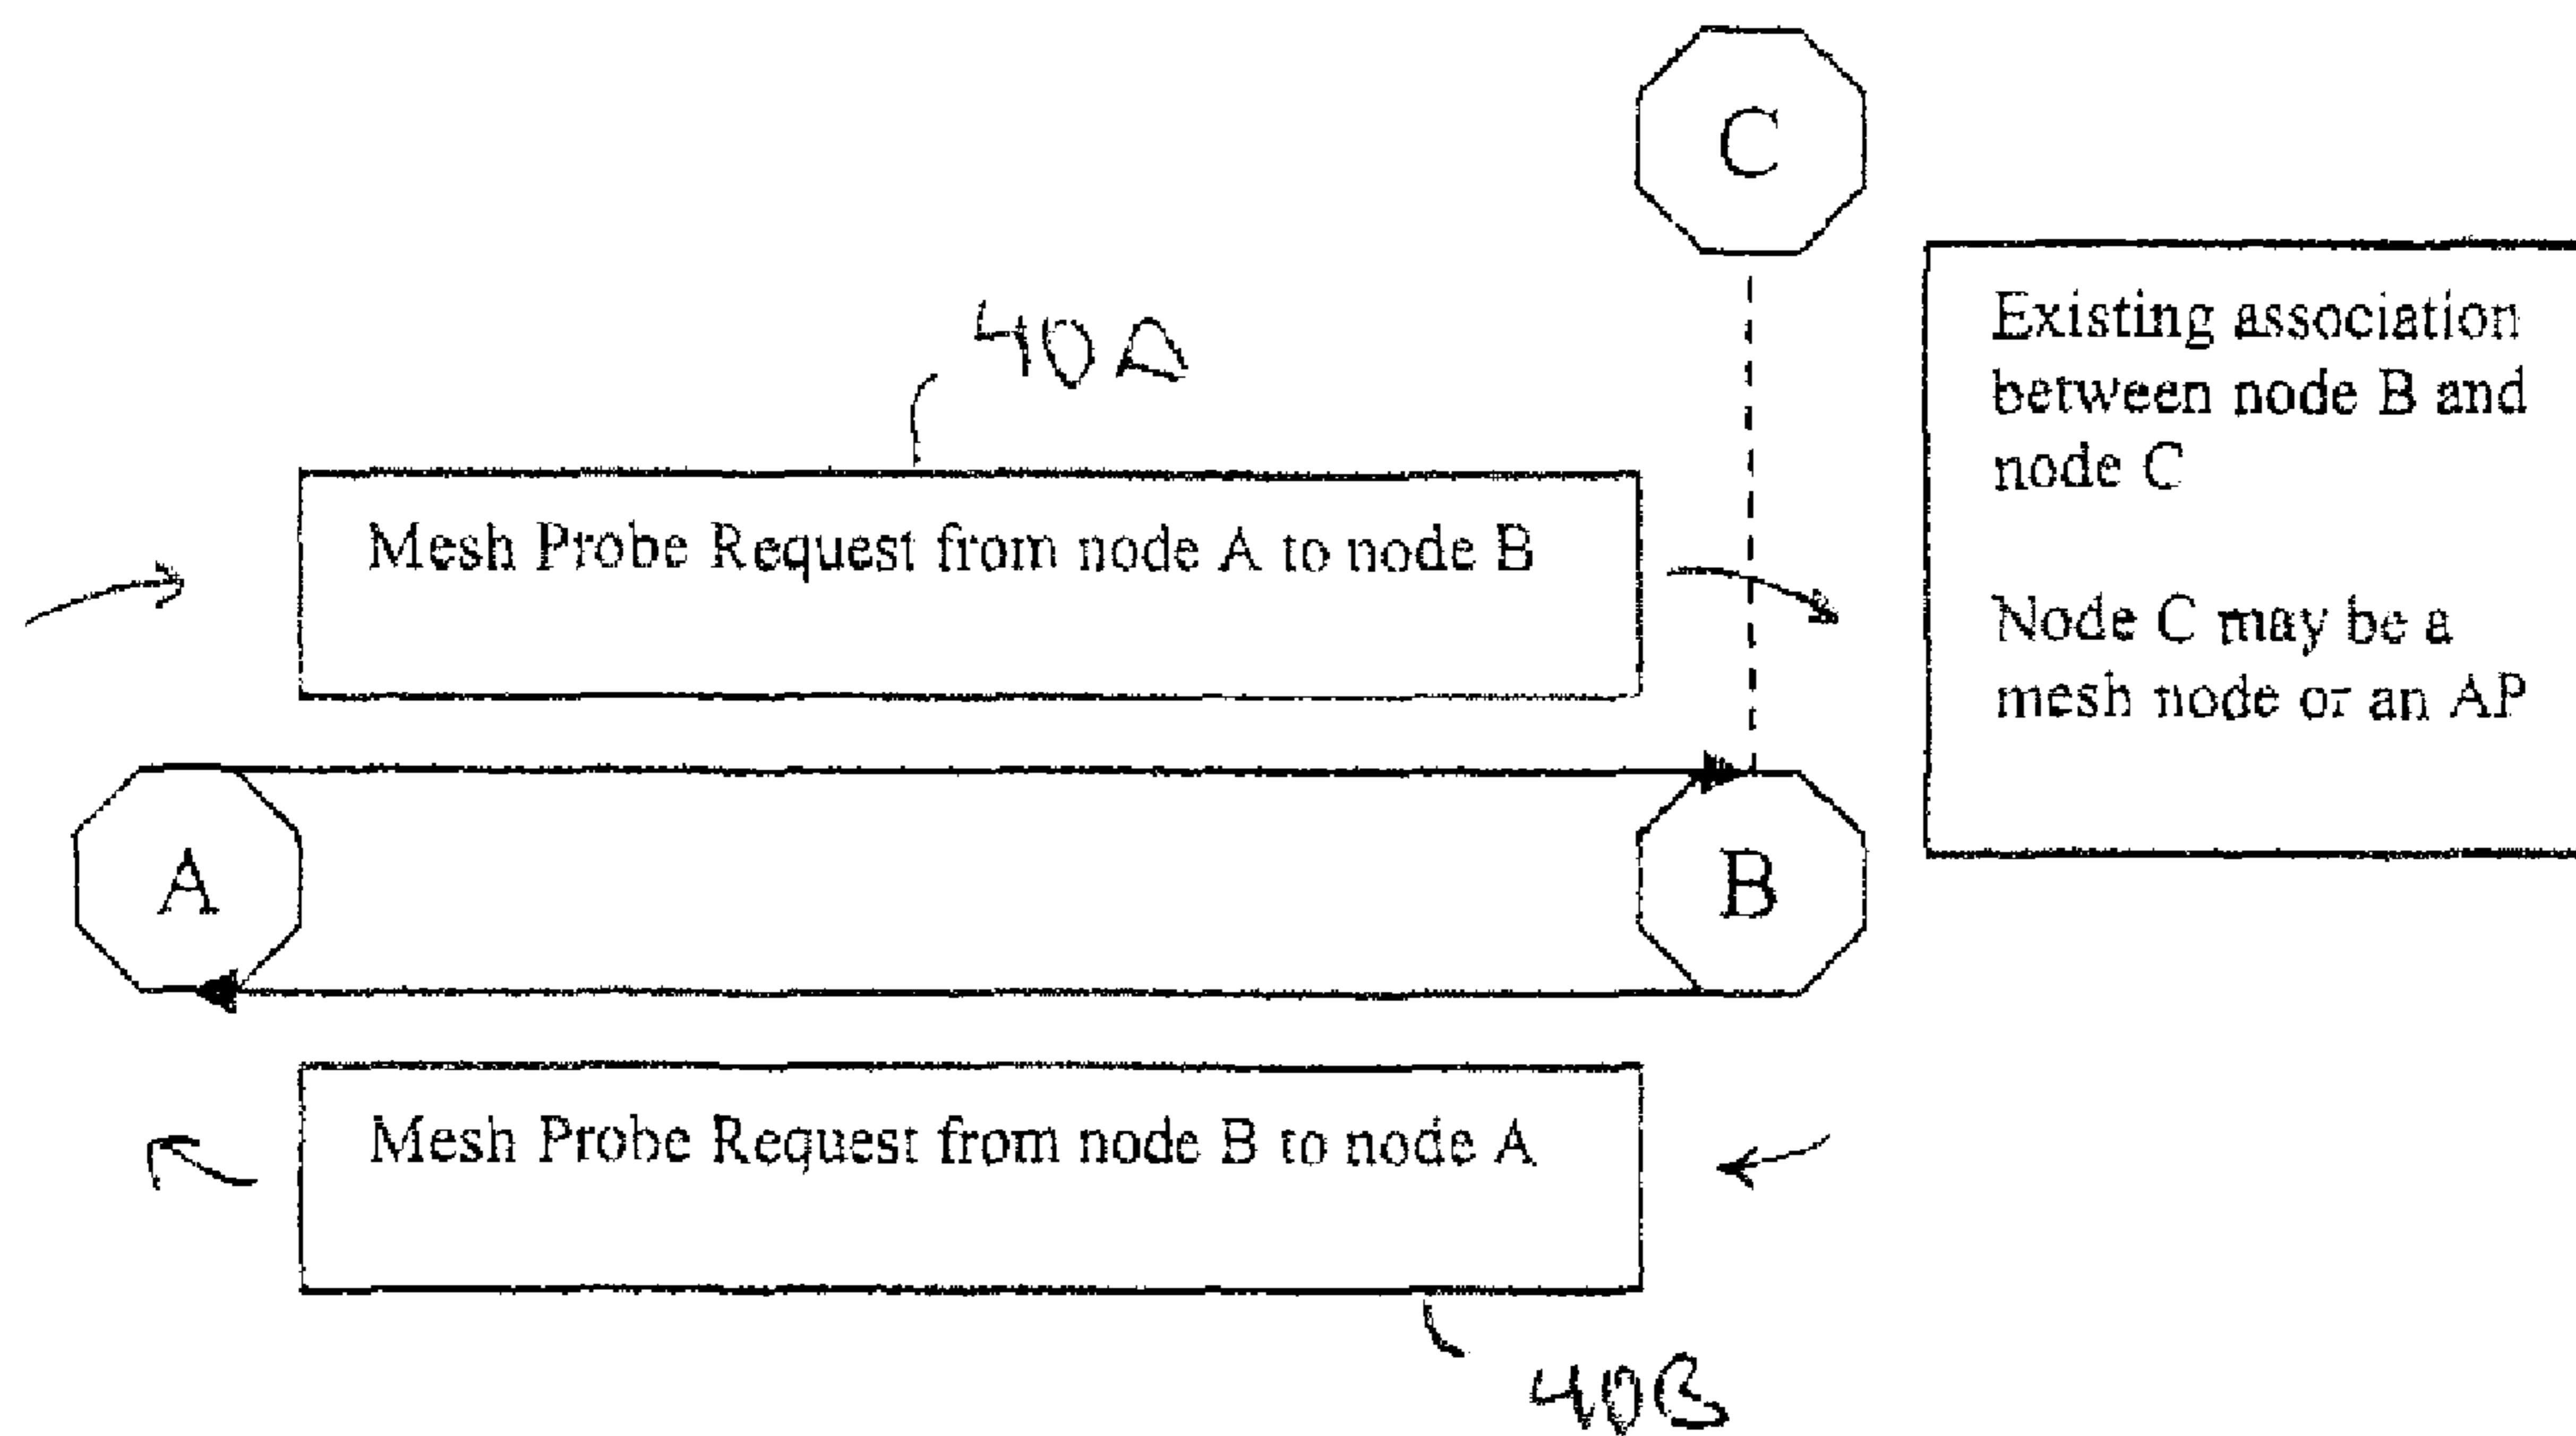 C
Existing association
between node B and
node C
Node C may be a
mesh node or an AP
40A
Mesh Probe Request from node A to node B
A
B
Mesh Probe Request from node B to node A
40B